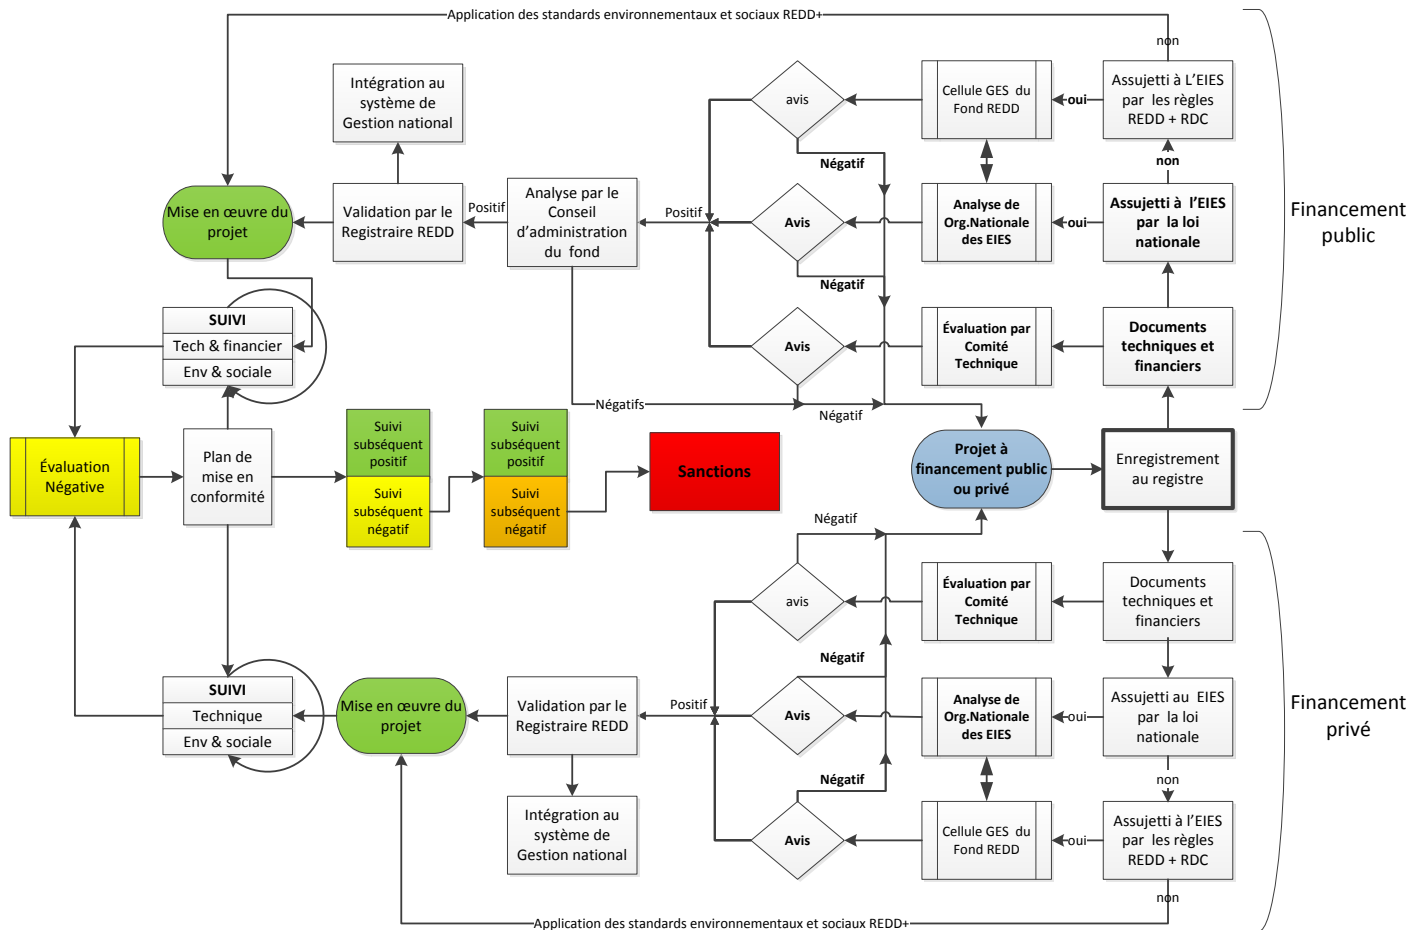 Application des standards environnementaux et sociaux REDD+
non
Intégration au
système de
Gestion national
avis
Cellule GES du
Fond REDD
oui
Assujetti à L'EIES
par les règles
REDD + RDC
Négatif
non
Financement
public
Mise en œuvre du
projet
Validation par le
Registraire REDD
Positif
Analyse par le
Conseil
d'administration
du fond
Positif
Avis
Analyse de
Org.Nationale
des EIES
oui
Assujetti à l'EIES
par la loi
nationale
Négatif
SUIVI
Tech & financier
Env & sociale
Avis
Évaluation par
Comité
Technique
Documents
techniques et
financiers
Négatifs
Négatif
Évaluation
Négative
Plan de
mise en
conformité
Suivi
subséquent
positif
Suivi
subséquent
négatif
Suivi
subséquent
positif
Suivi
subséquent
négatif
Sanctions
Projet à
financement public
ou privé
Enregistrement
au registre
Négatif
avis
Évaluation par
Comité
Technique
Documents
techniques et
financiers
Négatif
SUIVI
Technique
Env & sociale
Mise en œuvre du
projet
Validation par le
Registraire REDD
Positif
Avis
Analyse de
Org.Nationale
des EIES
oui
Assujetti au EIES
par la loi
nationale
Financement
privé
Négatif
non
Intégration au
système de
Gestion national
Avis
Cellule GES du
Fond REDD
oui
Assujetti à l'EIES
par les règles
REDD + RDC
non
Application des standards environnementaux et sociaux REDD+